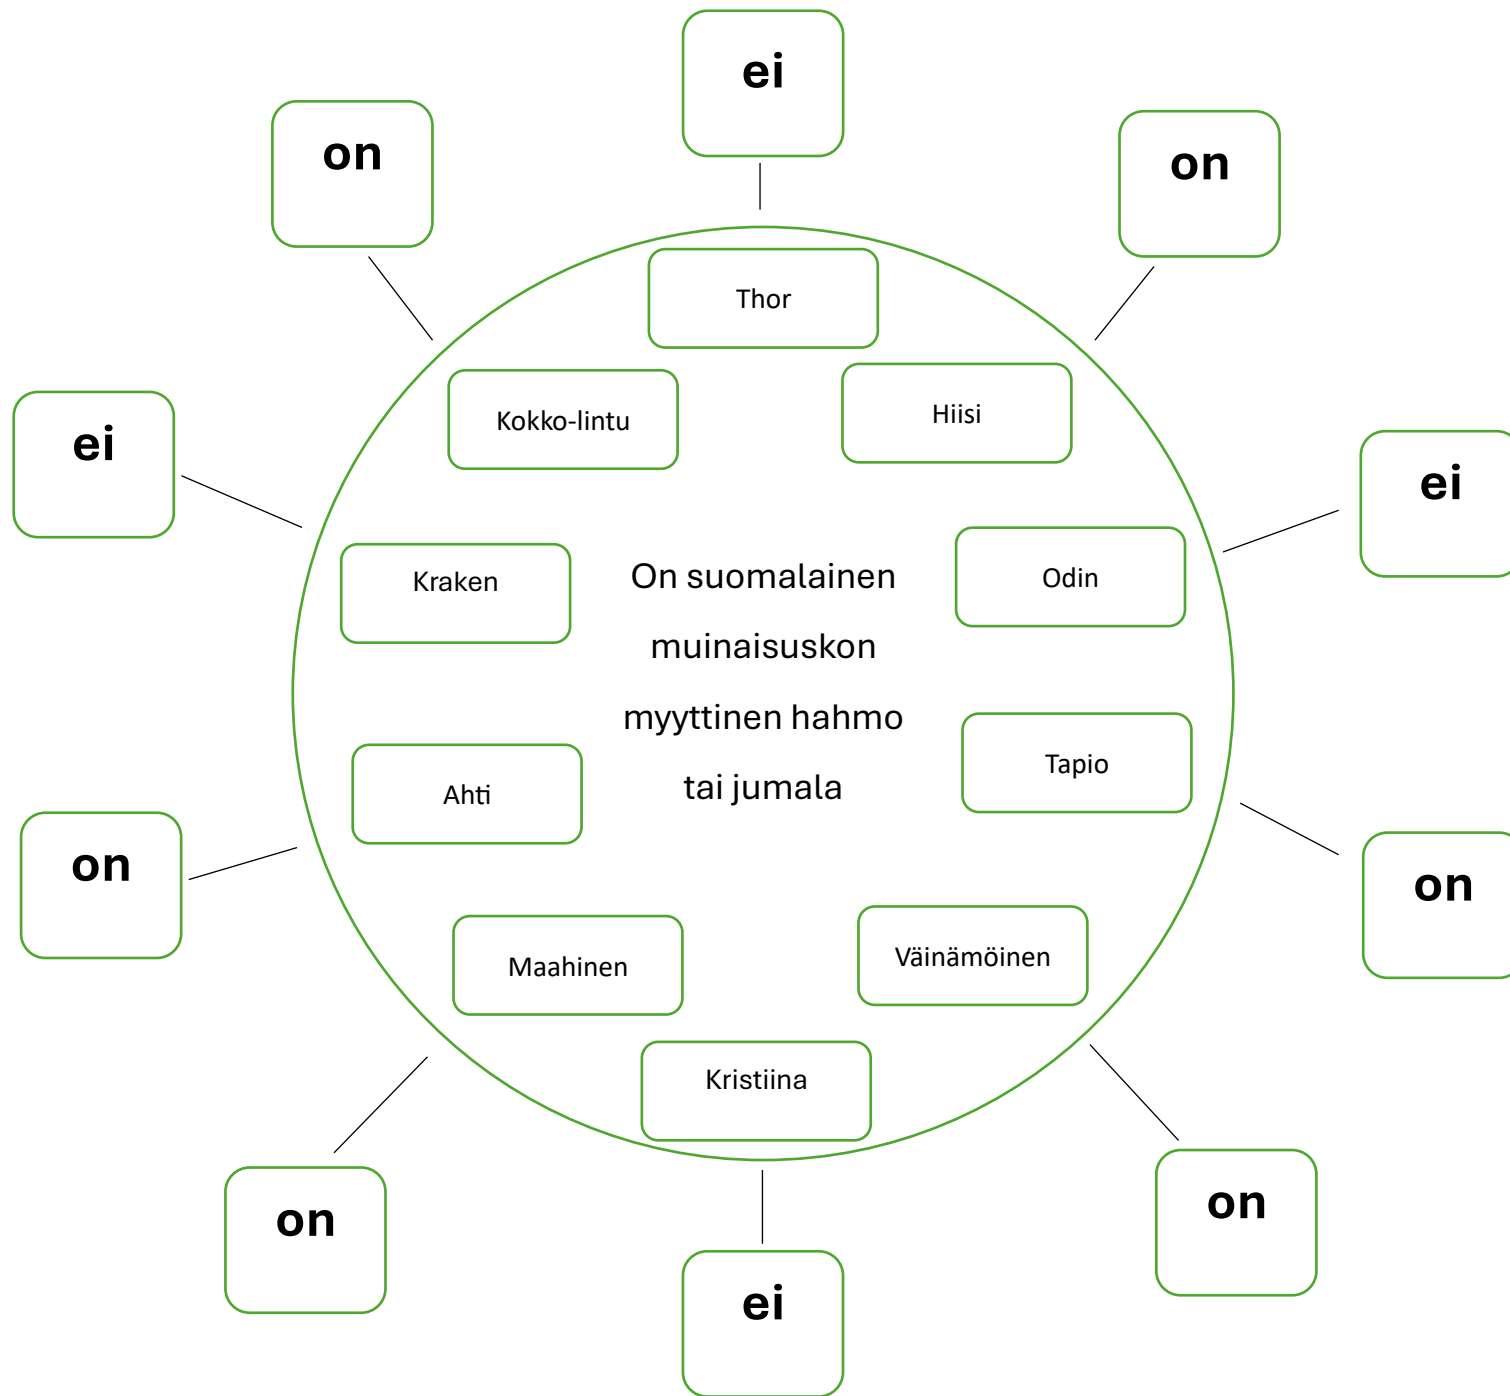 ei
on
on
Thor
Kokko-lintu
Hiisi
ei
ei
Kraken
Odin
On suomalainen
muinaisuskon
myyttinen hahmo
tai jumala
Tapio
Ahti
on
on
Maahinen
Väinämöinen
Kristiina
on
on
ei